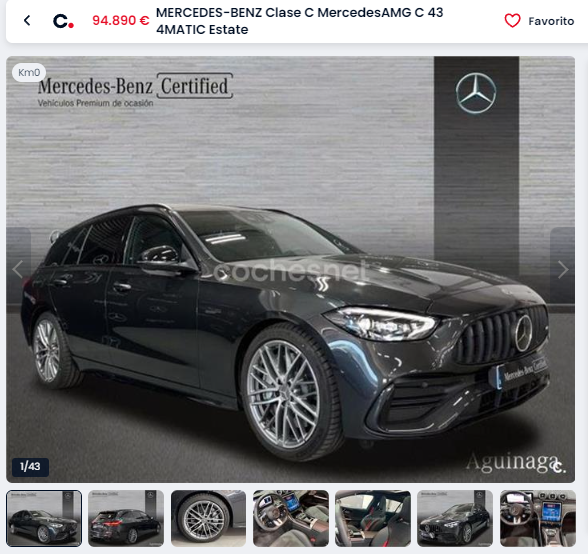 c.
94.890 €
MERCEDES-BENZ Clase C MercedesAMG C 43
4MATIC Estate
Favorito
Km0
Mercedes-Benz Certified
Vehículos Premium de ocasión
cochesnet
Mercedes-Benz Certified
1/43
Aguinaga
c.